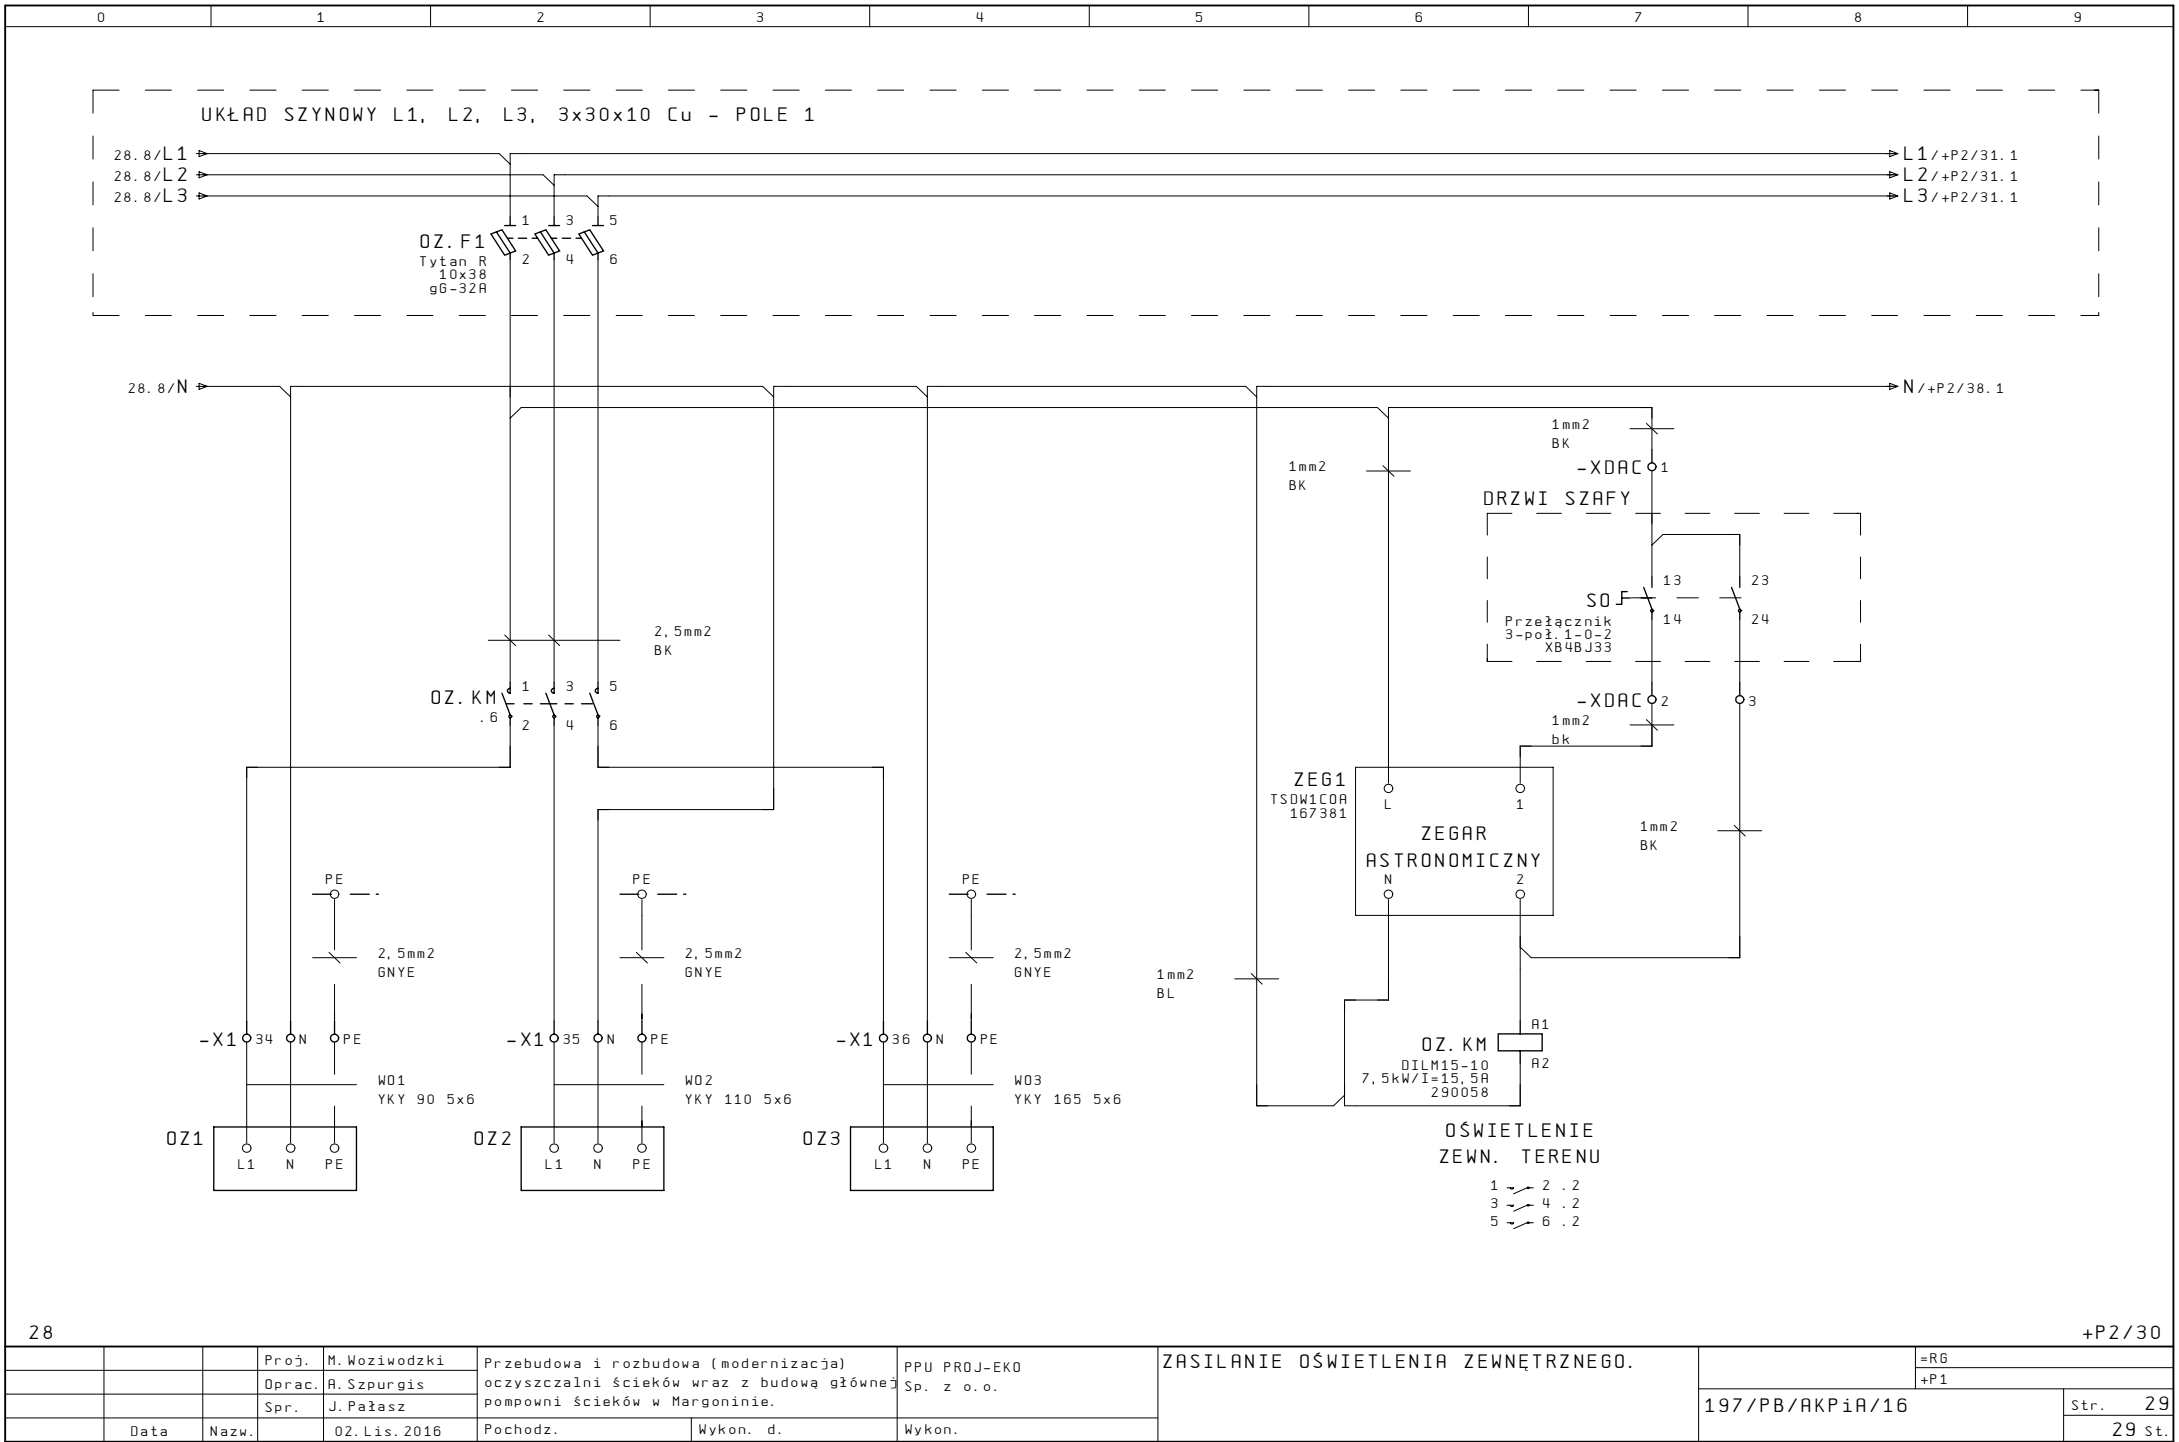 0 1 2 3 4 5 6 7 8 9
UKŁAD SZYNOWY L1, L2, L3, 3x30x10 Cu - POLE 1
28.8/L1 L1/+P2/31.1
28.8/L2 L2/+P2/31.1
28.8/L3 L3/+P2/31.1
1 3 5
OZ.F1
2 4 6
Tytan R
10x38
gG-32A
28.8/N N/+P2/38.1
1mm2
BK
1mm2
BK
-XDAC 1
DRZWI SZAFY
13 23
SO
14 24
Przełącznik
3-poł.1-0-2
XB4BJ33
2,5mm2
BK
1 3 5
OZ.KM
.6
2 4 6
-XDAC 2 3
1mm2
bk
ZEG1
TSDW1COA
167381
L 1
ZEGAR
ASTRONOMICZNY
N 2
1mm2
BK
PE PE PE
2,5mm2
GNYE
2,5mm2
GNYE
2,5mm2
GNYE
1mm2
BL
-X1 34 N PE
-X1 35 N PE
-X1 36 N PE
A1
OZ.KM
A2
DILM15-10
7,5kW/I=15,5A
290058
WO1
YKY 90 5x6
WO2
YKY 110 5x6
WO3
YKY 165 5x6
OZ1
L1 N PE
OZ2
L1 N PE
OZ3
L1 N PE
OŚWIETLENIE
ZEWN. TERENU
1 2 .2
3 4 .2
5 6 .2
28 +P2/30
Proj. M.Woziwodzki
Oprac. A.Szpurgis
Spr. J.Pałasz
Data Nazw. 02.Lis.2016
Przebudowa i rozbudowa (modernizacja)
oczyszczalni ścieków wraz z budową głównej
pompowni ścieków w Margoninie.
Pochodz. Wykon. d.
PPU PROJ-EKO
Sp. z o.o.
Wykon.
ZASILANIE OŚWIETLENIA ZEWNĘTRZNEGO.
=RG
+P1
197/PB/AKPiA/16
Str. 29
29 St.